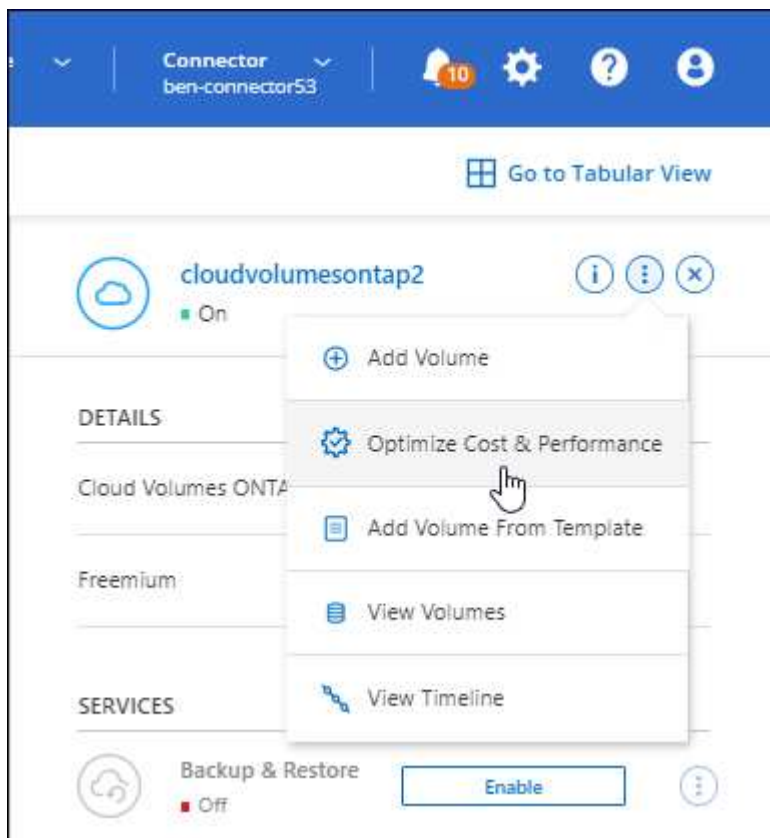 Connector
ben-connector53
10
Go to Tabular View
cloudvolumesontap2
On
Add Volume
DETAILS
Optimize Cost & Performance
Cloud Volumes ONTA
Add Volume From Template
Freemium
View Volumes
View Timeline
SERVICES
Backup & Restore
Enable
Off